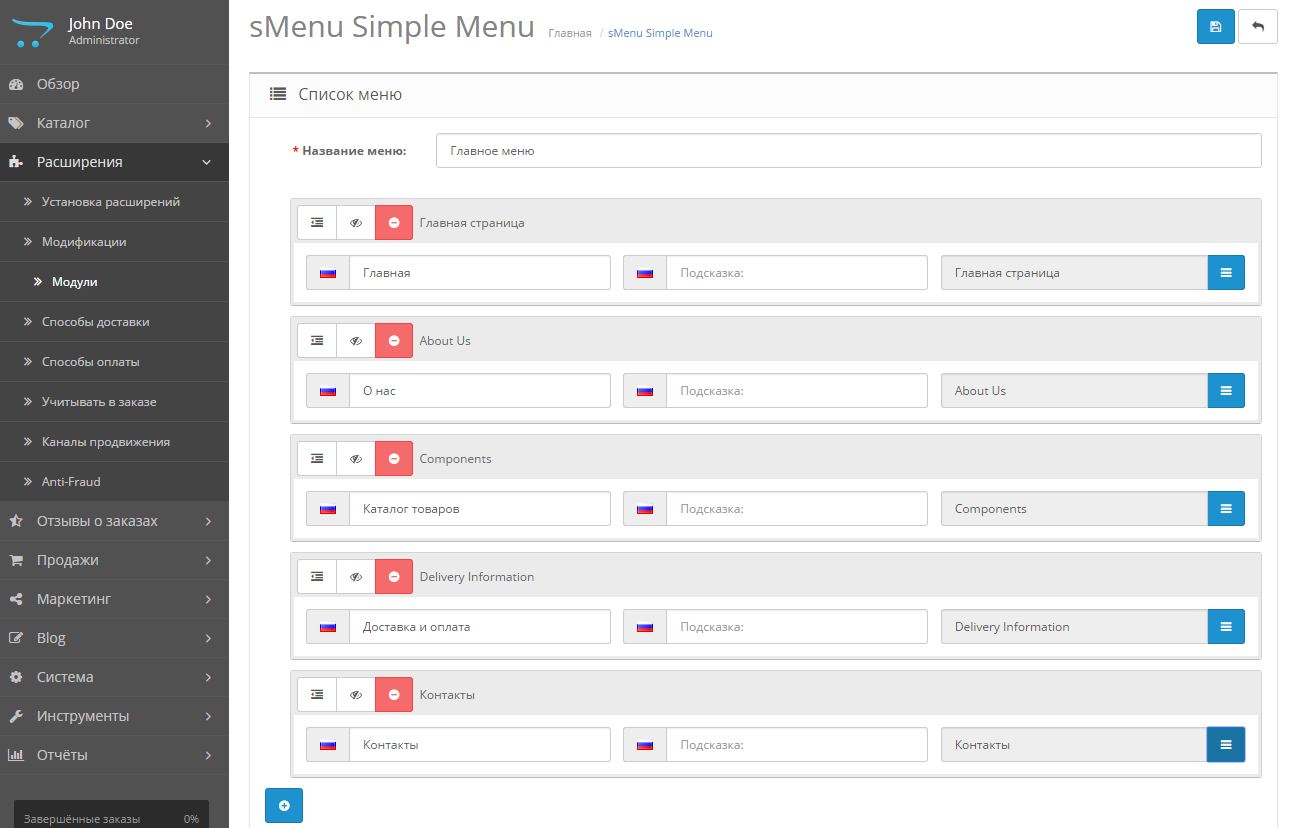 John Doe
Administrator
Обзор
Каталог
Расширения
Установка расширений
Модификации
Модули
Способы доставки
Способы оплаты
Учитывать в заказе
Каналы продвижения
Anti-Fraud
Отзывы о заказах
Продажи
Маркетинг
Blog
Система
Инструменты
Отчёты
Завершённые заказы 0%
sMenu Simple Menu Главная / sMenu Simple Menu
Список меню
* Название меню: Главное меню
Главная страница
Главная Подсказка: Главная страница
About Us
О нас Подсказка: About Us
Components
Каталог товаров Подсказка: Components
Delivery Information
Доставка и оплата Подсказка: Delivery Information
Контакты
Контакты Подсказка: Контакты